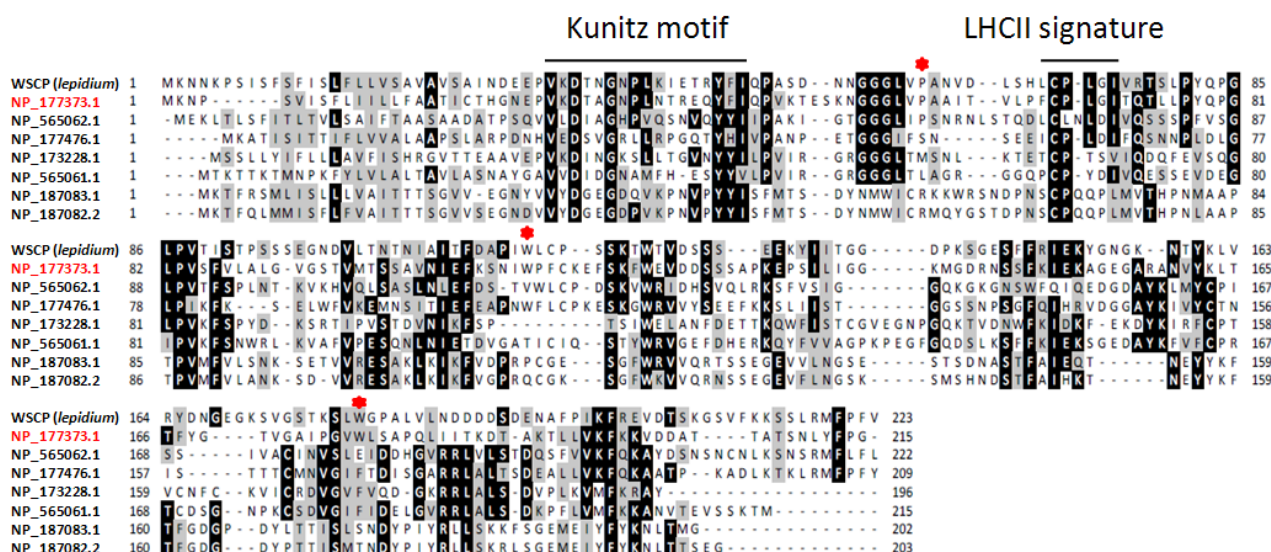 Kunitz motif LHCII signature
WSCP (lepidium) 1 MKNNKPSISFSFISLFLLVSAVAVSAINDEEPVKDTNGNPLKIETRYFIQPASD--NNGGGLVPANVD--LSHLCP-LGIVRTSLPYQPG 85
NP_177373.1 1 MKNP------SVISFLIILLFAATICTHGNEPVKDTAGNPLNTREQYFIQPVKTESKNGGGLVPAAIT--VLPFCP-LGITQTLLPYQPG 81
NP_565062.1 1 -MEKLTLSFITLTVLSAIFTAASAADATPSQVVLDIAGHPVQSNVQYYIIPAKI--GTGGGLIPSNRNLSTQDLCLNLDIVQSSSPFVSG 87
NP_177476.1 1 ----MKATISITTIFLVVALAAPSLARPDNHVEDSVGRLLRPGQTYHIVPANP--ETGGGIFSN-----SEEICP-LDIFQSNNPLDLG 77
NP_173228.1 1 ---MSSLLYIFLLLAVFISHRGVTTEAAVEPVKDINGKSLLTGVNYYILPVIR--GRGGGLTMSNL---KTETCP-TSVIQDQFEVSQG 80
NP_565061.1 1 --MTKTTKTMNPKFYLVLALTAVLASNAYGAVVDIDGNAMFH-ESYYVLPVIR--GRGGGLTLAGR---GGQPCP-YDIVQESSEVDEG 80
NP_187083.1 1 ---MKTFRSMLISLLLVAITTTSGVV-EGNYVVYDGEGDQVKPNVPYYISFMTS--DYNMWICRKKWRSNDPNSCPQQPLMVTHPNMAAP 84
NP_187082.2 1 ---MKTFQLMMISFLFVAITTTSGVVSEGNDVVYDGEGDPVKPNVPYYISFMTS--DYNMWICRMQYGSTDPNSCPQQPLMVTHPNLAAP 85
WSCP (lepidium) 86 LPVTISTPSSSEGNDVLTNTNIAITFDAPIWLCP--SSKTWTVDSSS---EEKYIITGG---DPKSGESFFRIEKYGNGK--NTYKLV 163
NP_177373.1 82 LPVSFVLALG-VGSTVMTSSAVNIEFKSNIWPFCKEFSKFWEVDDSSSAPKEPSILIGG---KMGDRNSSFKIEKAGEGARANVYKLT 165
NP_565062.1 88 LPVTFSPLNT-KVKHVQLSASLNLEFDS-TVWLCP-DSKVWRIDHSVQLRKSFVSIG-----GQKGKGNSWFQIQEDGDAYKLMYCPI 167
NP_177476.1 78 LPIKFK---S-ELWFVKEMNSITIEFEAPNWFLCPKESKGWRVVYSEEFKKSLIIST-----GGSSNPSGFQIHRVDGGAYKIVYCTN 156
NP_173228.1 81 LPVKFSPYD--KSRTIPVSTDVNIKFSP--------TSIWELANFDETTKQWFISTCGVEGNPGQKTVDNWFKIDKF-EKDYKIRFCPT 158
NP_565061.1 81 IPVKFSNWRL-KVAFVPESQNLNIETDVGATICIQ--STYWRVGEFDHERKQYFVVAGPKPEGFGQDSLKSFFKIEKSGEDAYKFVFCPR 167
NP_187083.1 85 TPVMFVLSNK-SETVVRESAKLKIKFVDPRPCGE---SGFWRVQRTSSEGEVVLNGSE----STSDNASTFAIEQT------NEYYKF 159
NP_187082.2 86 TPVMFVLANK-SD-VVRESAKLKIKFVGPRQCGK---SGFWKVVQRNSSEGEVFLNGSK---SMSHNDSTFAIHKT------NEYYKF 159
WSCP (lepidium) 164 RYDNGEGKSVGSTKSLWGPALVLNDDDDSDENAFPIKFREVDTSKGSVFKKSSLRMFPFV 223
NP_177373.1 166 TFYG----TVGAIPGVWLSAPQLIITKDT-AKTLLVKFKKVDDAT----TATSNLYFPG- 215
NP_565062.1 168 SS-----IVACINVSLEIDDHGVRRLVLSTDQSFVVKFQKAYDSNSNCNLKSNSRMFLFL 222
NP_177476.1 157 IS-----TTTCMNVGIFTDISGARRLALTSDEALLVKFQKAATP--KADLKTKLRMFPFY 209
NP_173228.1 159 VCNFC--KVICRDVGVFVQD-GKRRLALS-DVPLKVMFKRAY------------------ 196
NP_565061.1 168 TCDSG--NPKCSDVGIFIDELGVRRLALS-DKPFLVMFKKANVTEVSSKTM--------- 215
NP_187083.1 160 TFGDGP-DYLTTISLSNDYPIYRLLSKKFSGEMEIYFYKNLTMG---------------- 202
NP_187082.2 160 TFGDG--DYPTTISMTNDYPIYRLLSKRLSGEMEIYFYKNLTTSEG-------------- 203